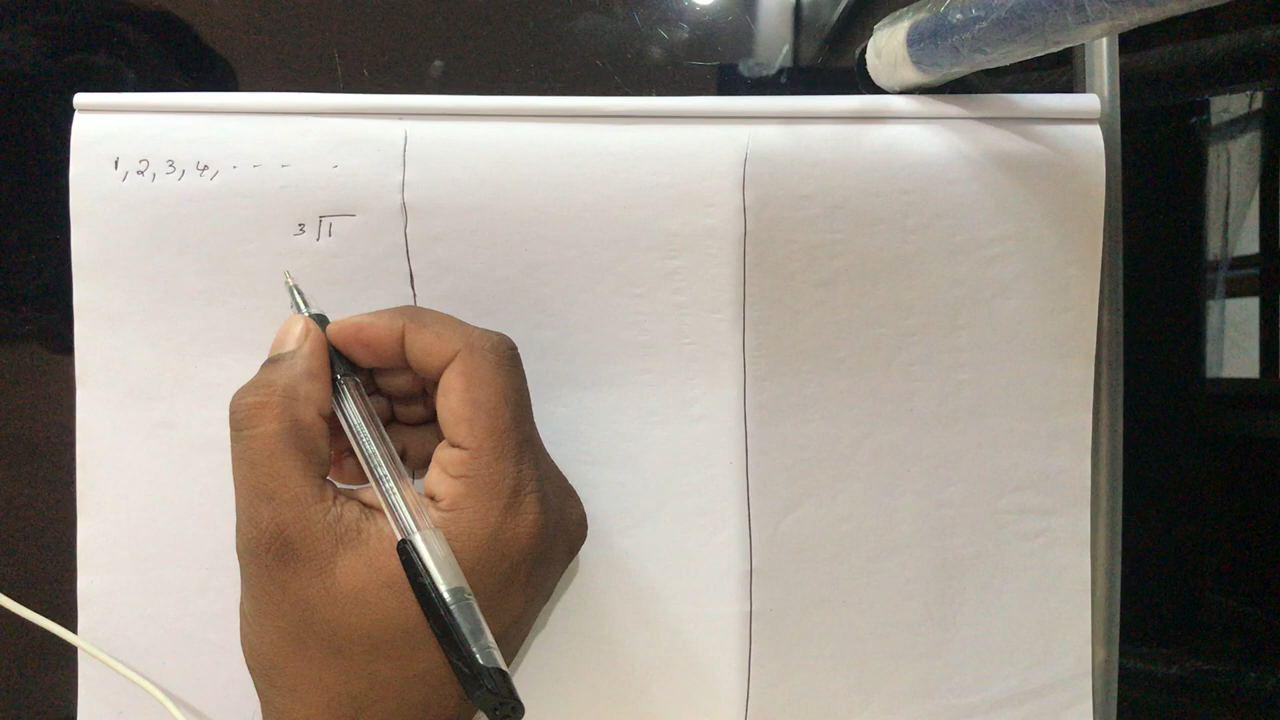 1, 2, 3, 4, - - - -
3 √1